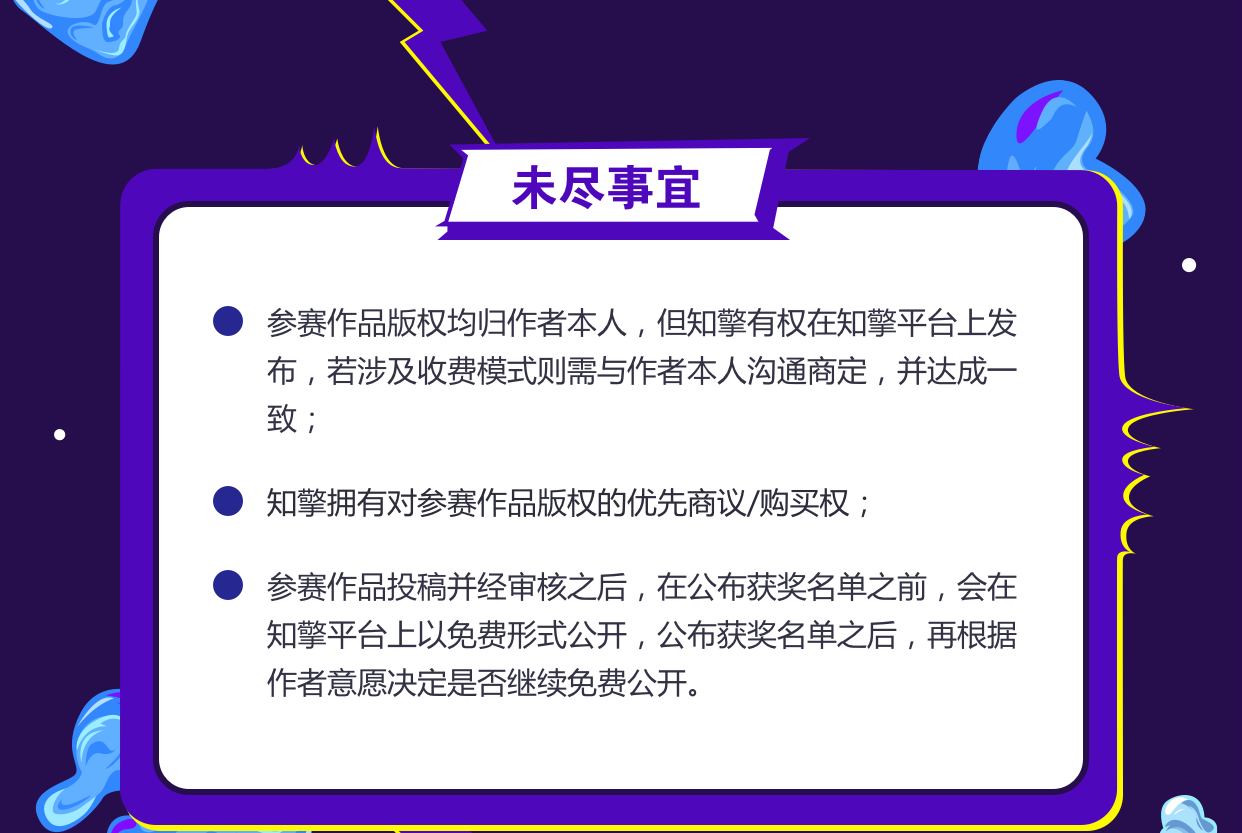 未尽事宜
参赛作品版权均归作者本人，但知擎有权在知擎平台上发
布，若涉及收费模式则需与作者本人沟通商定，并达成一
致；
知擎拥有对参赛作品版权的优先商议/购买权；
参赛作品投稿并经审核之后，在公布获奖名单之前，会在
知擎平台上以免费形式公开，公布获奖名单之后，再根据
作者意愿决定是否继续免费公开。